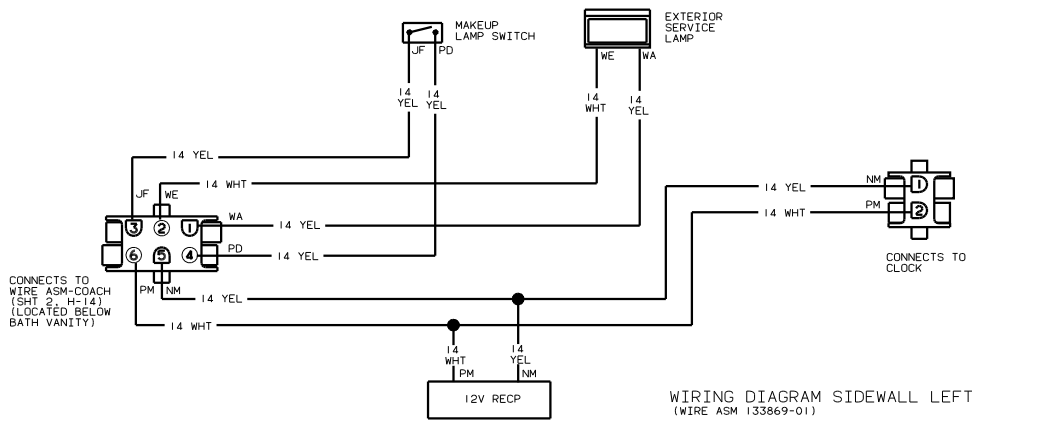 MAKEUP
LAMP SWITCH
EXTERIOR
SERVICE
LAMP
JF PD
WE WA
14
YEL
14
YEL
14
WHT
14
YEL
14 YEL
14 WHT
JF WE
NM
14 YEL
PM
14 WHT
1
2
CONNECTS TO
CLOCK
3 2 1
WA
14 YEL
6 5 4
PD
14 YEL
CONNECTS TO
WIRE ASM-COACH
(SHT 2, H-14)
(LOCATED BELOW
BATH VANITY)
PM NM
14 YEL
14 WHT
14
WHT
PM
14
YEL
NM
12V RECP
WIRING DIAGRAM SIDEWALL LEFT
(WIRE ASM 133869-01)